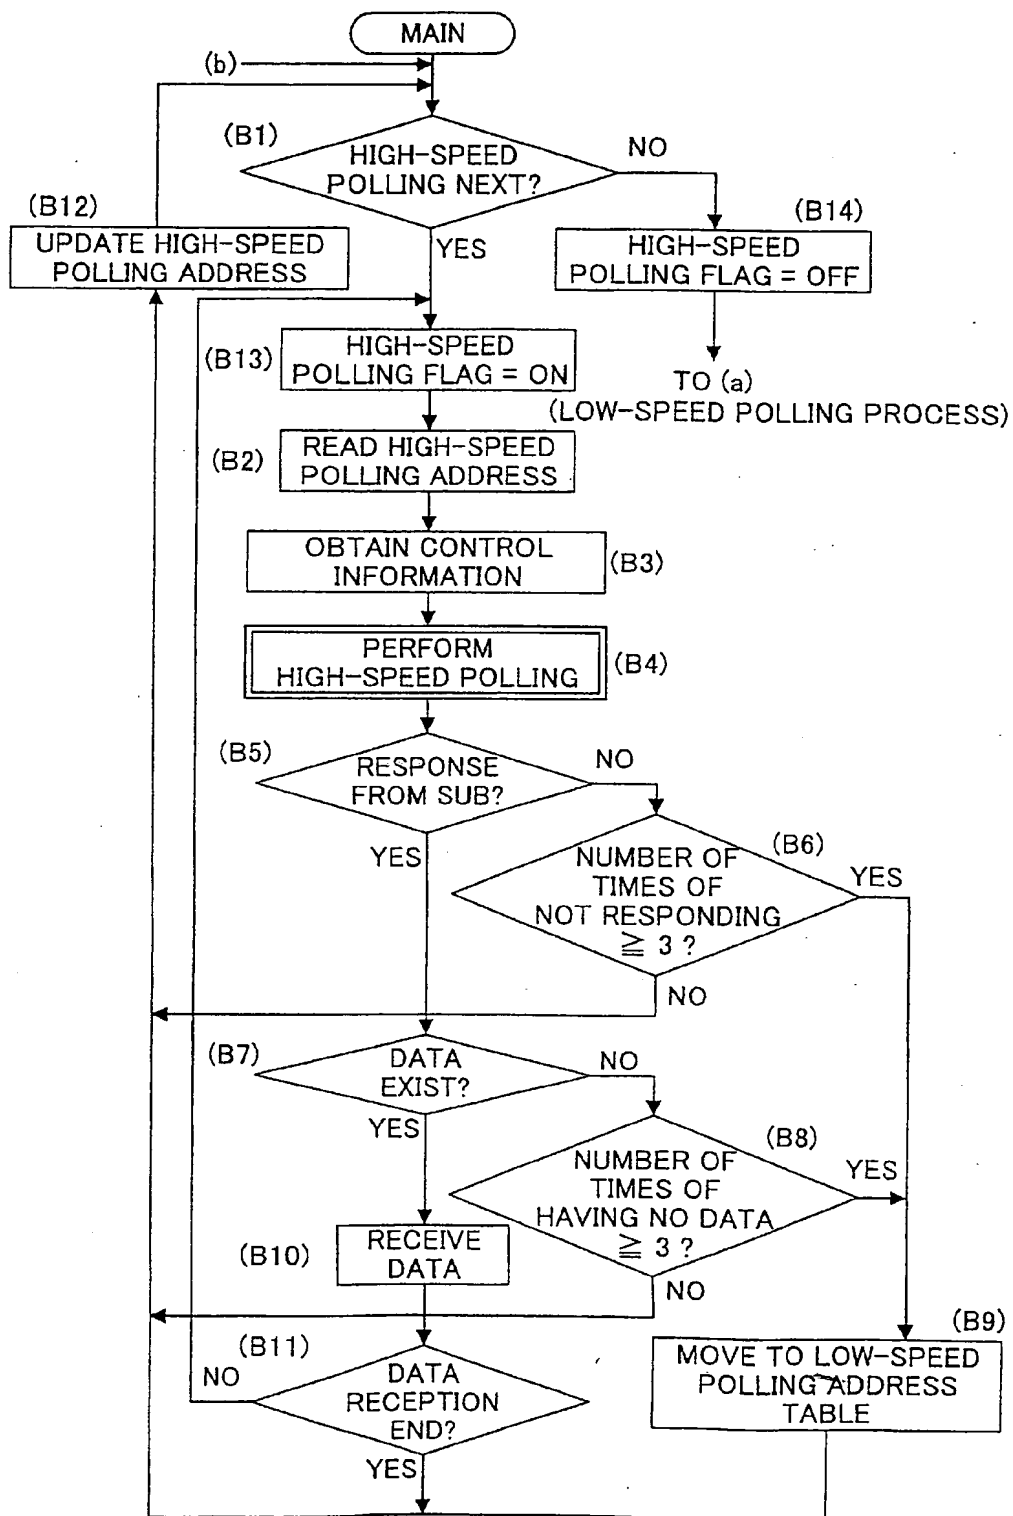 MAIN
(b)
(B1)
HIGH-SPEED
POLLING NEXT?
NO
YES
(B12)
UPDATE HIGH-SPEED
POLLING ADDRESS
(B14)
HIGH-SPEED
POLLING FLAG = OFF
TO (a)
(LOW-SPEED POLLING PROCESS)
(B13)
HIGH-SPEED
POLLING FLAG = ON
(B2)
READ HIGH-SPEED
POLLING ADDRESS
OBTAIN CONTROL
INFORMATION
(B3)
PERFORM
HIGH-SPEED POLLING
(B4)
(B5)
RESPONSE
FROM SUB?
NO
YES
(B6)
NUMBER OF
TIMES OF
NOT RESPONDING
≧ 3 ?
YES
NO
(B7)
DATA
EXIST?
NO
YES
(B8)
NUMBER OF
TIMES OF
HAVING NO DATA
≧ 3 ?
YES
NO
(B10)
RECEIVE
DATA
(B11)
DATA
RECEPTION
END?
NO
YES
(B9)
MOVE TO LOW-SPEED
POLLING ADDRESS
TABLE